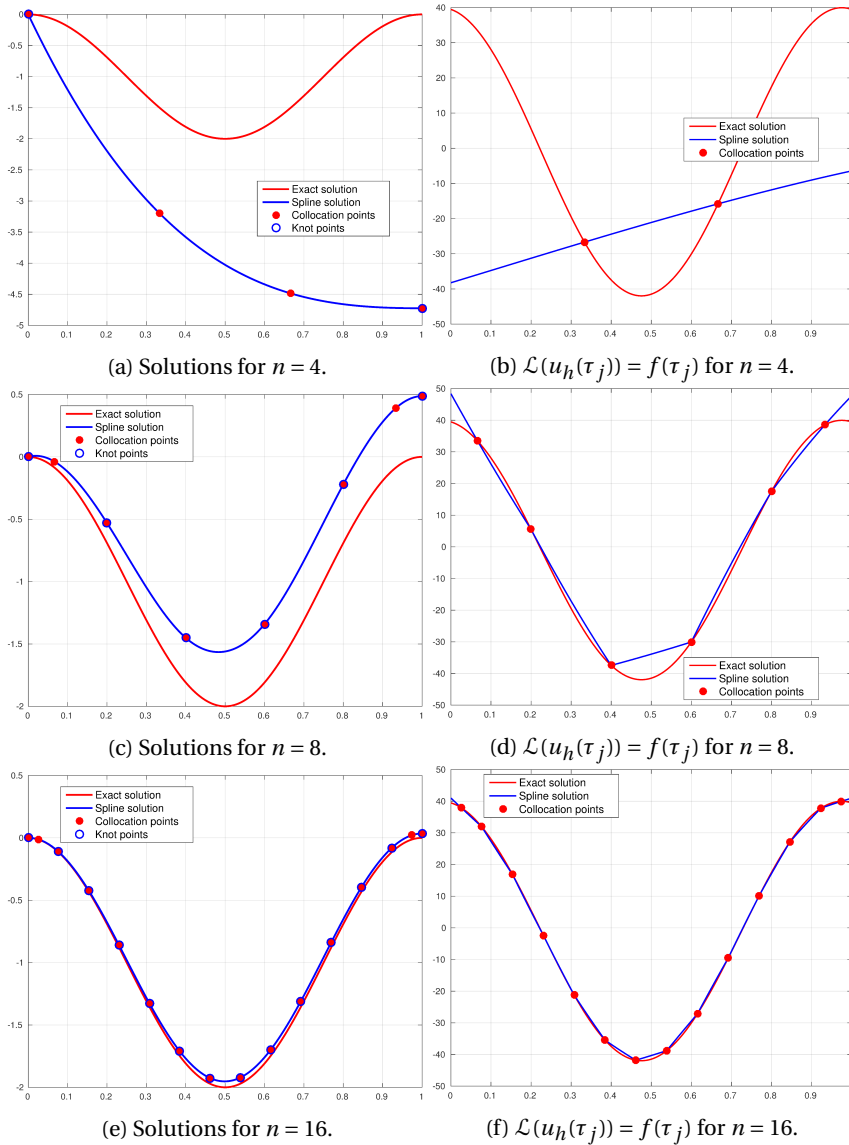 0
-0.5
-1
-1.5
-2
-2.5
-3
-3.5
-4
-4.5
-5
0 0.1 0.2 0.3 0.4 0.5 0.6 0.7 0.8 0.9 1
Exact solution
Spline solution
Collocation points
Knot points
(a) Solutions for n = 4.
40
30
20
10
0
-10
-20
-30
-40
-50
0 0.1 0.2 0.3 0.4 0.5 0.6 0.7 0.8 0.9
Exact solution
Spline solution
Collocation points
(b) ℒ(u_h(τ_j)) = f(τ_j) for n = 4.
0.5
0
-0.5
-1
-1.5
-2
0 0.1 0.2 0.3 0.4 0.5 0.6 0.7 0.8 0.9 1
Exact solution
Spline solution
Collocation points
Knot points
(c) Solutions for n = 8.
50
40
30
20
10
0
-10
-20
-30
-40
-50
0 0.1 0.2 0.3 0.4 0.5 0.6 0.7 0.8 0.9
Exact solution
Spline solution
Collocation points
(d) ℒ(u_h(τ_j)) = f(τ_j) for n = 8.
0.5
0
-0.5
-1
-1.5
-2
0 0.1 0.2 0.3 0.4 0.5 0.6 0.7 0.8 0.9 1
Exact solution
Spline solution
Collocation points
Knot points
(e) Solutions for n = 16.
50
40
30
20
10
0
-10
-20
-30
-40
-50
0 0.1 0.2 0.3 0.4 0.5 0.6 0.7 0.8 0.9
Exact solution
Spline solution
Collocation points
(f) ℒ(u_h(τ_j)) = f(τ_j) for n = 16.